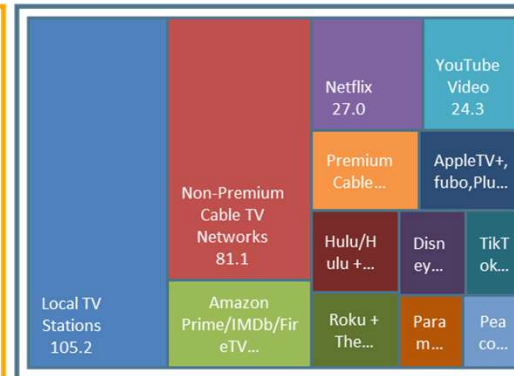 Local TV
Stations
105.2
Non-Premium
Cable TV
Networks
81.1
Amazon
Prime/IMDb/Fir
eTV...
Netflix
27.0
YouTube
Video
24.3
Premium
Cable...
AppleTV+,
fubo,Plu...
Hulu/H
ulu +...
Disn
ey...
TikT
ok...
Roku +
The...
Para
m...
Pea
co...